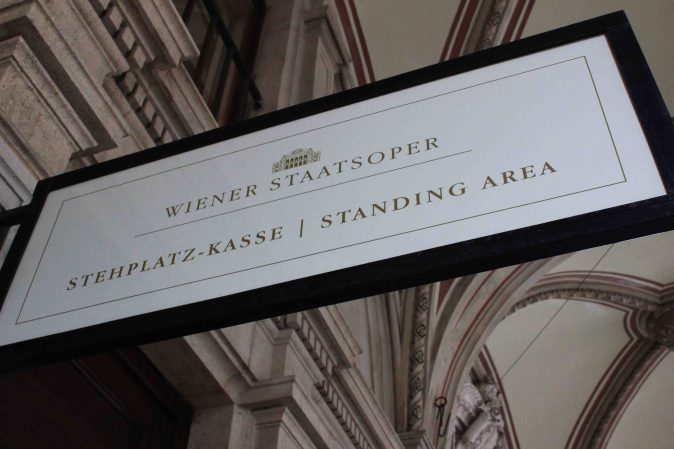 WIENER STAATSOPER
STEHPLATZ-KASSE | STANDING AREA